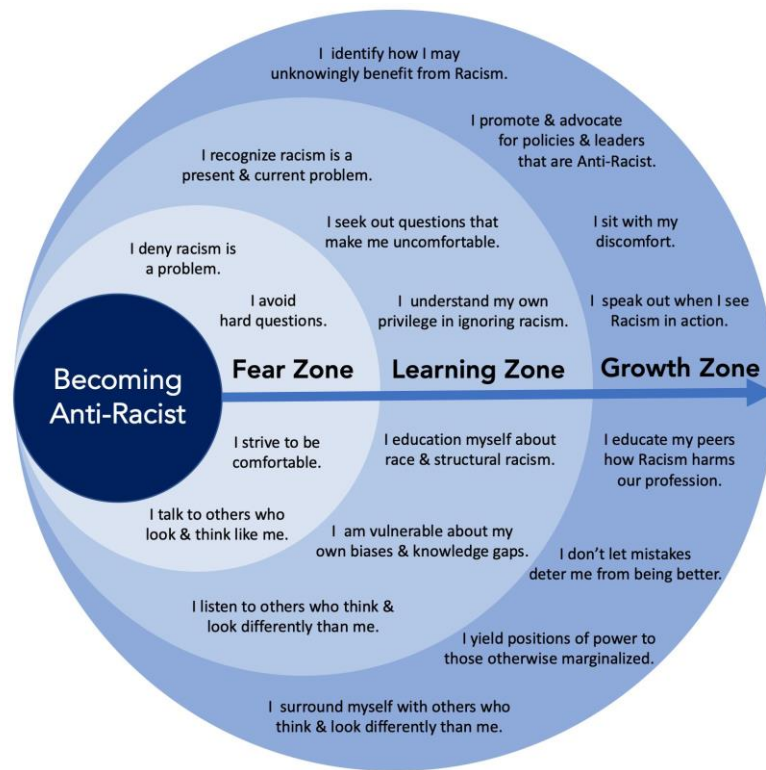 I identify how I may
unknowingly benefit from Racism.
I promote & advocate
for policies & leaders
that are Anti-Racist.
I recognize racism is a
present & current problem.
I seek out questions that
make me uncomfortable.
I sit with my
discomfort.
I deny racism is
a problem.
I avoid
hard questions.
I understand my own
privilege in ignoring racism.
I speak out when I see
Racism in action.
Becoming
Anti-Racist
Fear Zone
Learning Zone
Growth Zone
I strive to be
comfortable.
I education myself about
race & structural racism.
I educate my peers
how Racism harms
our profession.
I talk to others who
look & think like me.
I am vulnerable about my
own biases & knowledge gaps.
I don't let mistakes
deter me from being better.
I listen to others who think &
look differently than me.
I yield positions of power to
those otherwise marginalized.
I surround myself with others who
think & look differently than me.